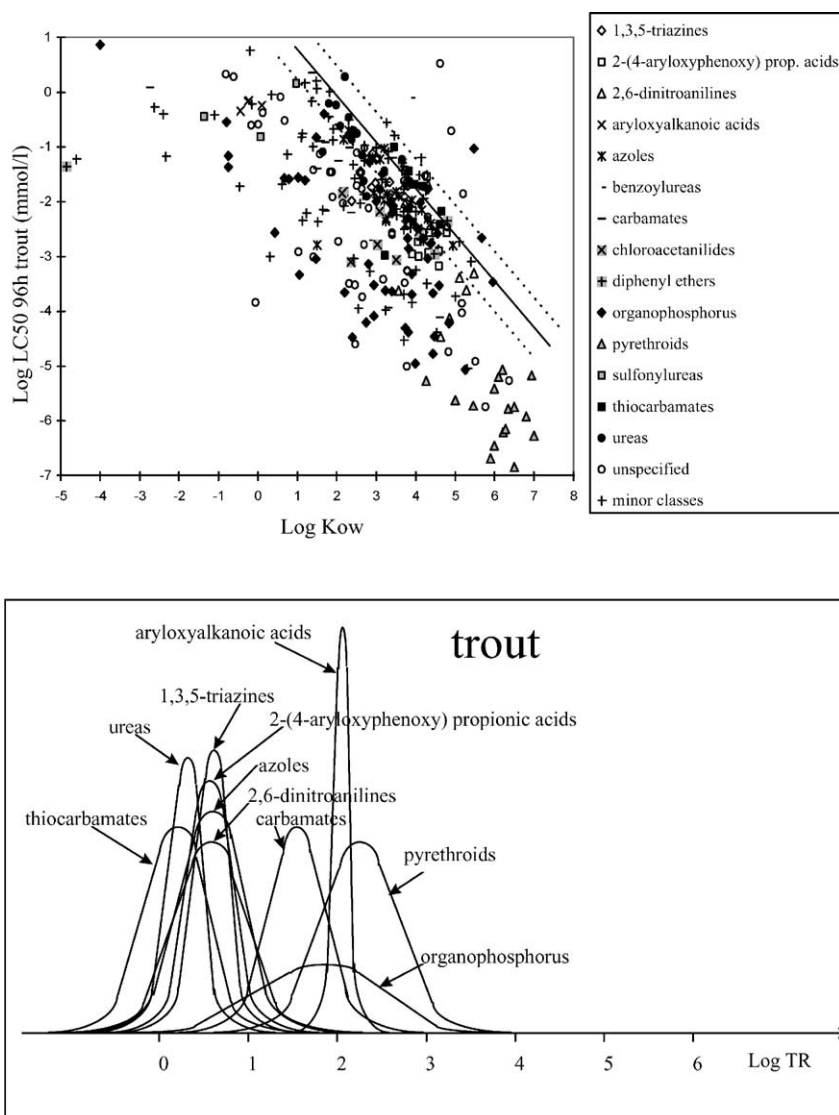 Log LC50 96h trout (mmol/l)
1
0
-1
-2
-3
-4
-5
-6
-7
-5
-4
-3
-2
-1
0
1
2
3
4
5
6
7
8
Log Kow
1,3,5-triazines
2-(4-aryloxyphenoxy) prop. acids
2,6-dinitroanilines
aryloxyalkanoic acids
azoles
benzoylureas
carbamates
chloroacetanilides
diphenyl ethers
organophosphorus
pyrethroids
sulfonylureas
thiocarbamates
ureas
unspecified
minor classes
trout
aryloxyalkanoic acids
1,3,5-triazines
2-(4-aryloxyphenoxy) propionic acids
ureas
azoles
2,6-dinitroanilines
thiocarbamates
carbamates
pyrethroids
organophosphorus
0 1 2 3 4 5 6 Log TR